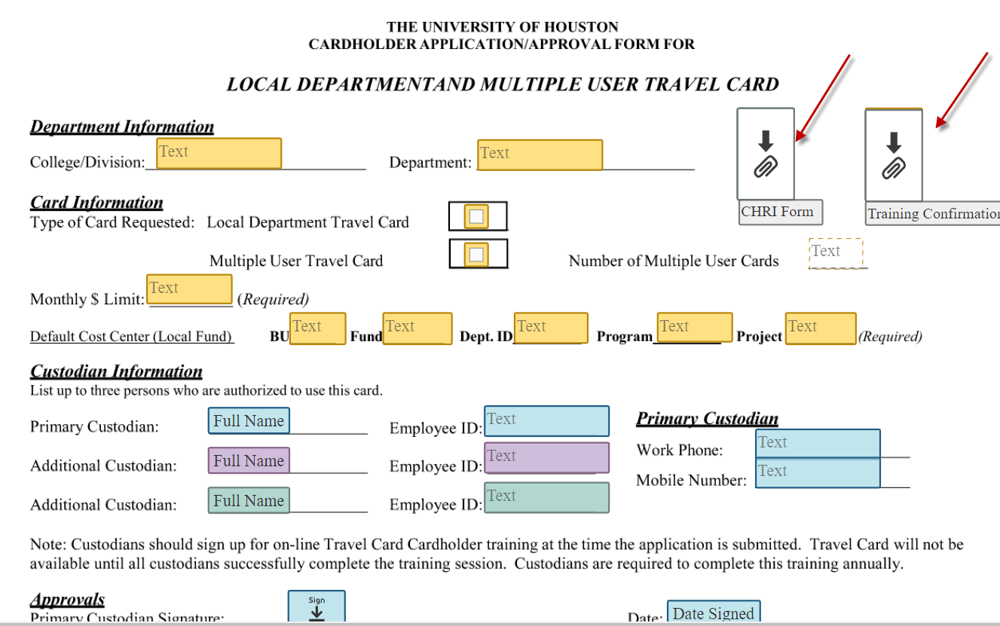 THE UNIVERSITY OF HOUSTON
CARDHOLDER APPLICATION/APPROVAL FORM FOR
LOCAL DEPARTMENTAND MULTIPLE USER TRAVEL CARD
Department Information
College/Division: Text Department: Text
CHRI Form Training Confirmation
Card Information
Type of Card Requested: Local Department Travel Card
Multiple User Travel Card Number of Multiple User Cards Text
Monthly $ Limit: Text (Required)
Default Cost Center (Local Fund) BU Text Fund Text Dept. ID Text Program Text Project Text (Required)
Custodian Information
List up to three persons who are authorized to use this card.
Primary Custodian: Full Name Employee ID: Text Primary Custodian
Work Phone: Text
Additional Custodian: Full Name Employee ID: Text
Mobile Number: Text
Additional Custodian: Full Name Employee ID: Text
Note: Custodians should sign up for on-line Travel Card Cardholder training at the time the application is submitted. Travel Card will not be
available until all custodians successfully complete the training session. Custodians are required to complete this training annually.
Approvals
Primary Custodian Signature: Sign Date: Date Signed